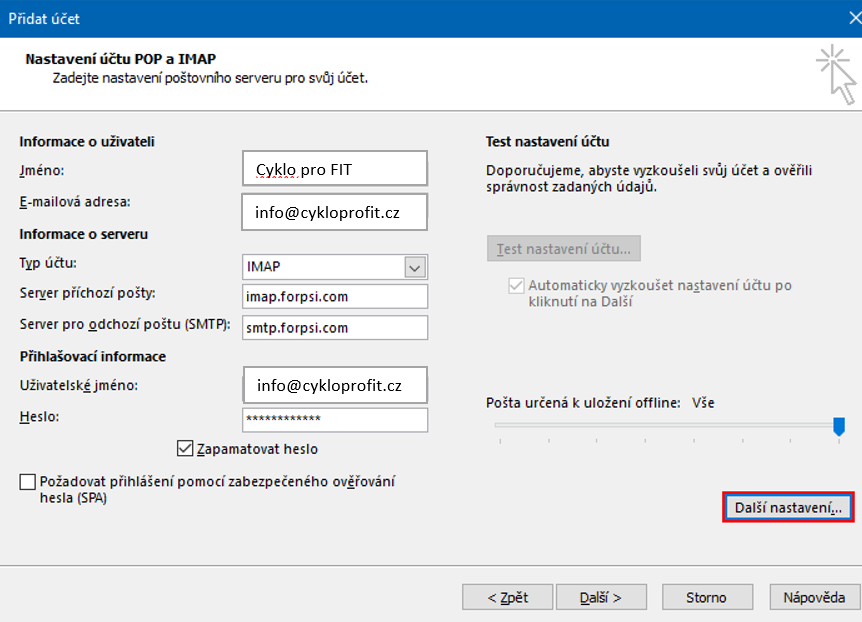 Přidat účet
Nastavení účtu POP a IMAP
Zadejte nastavení poštovního serveru pro svůj účet.
Informace o uživateli
Jméno:
Cyklo pro FIT
E-mailová adresa:
info@cykloprofit.cz
Informace o serveru
Typ účtu:
IMAP
Server příchozí pošty:
imap.forpsi.com
Server pro odchozí poštu (SMTP):
smtp.forpsi.com
Přihlašovací informace
Uživatelské jméno:
info@cykloprofit.cz
Heslo:
************
Zapamatovat heslo
Požadovat přihlášení pomocí zabezpečeného ověřování
hesla (SPA)
Test nastavení účtu
Doporučujeme, abyste vyzkoušeli svůj účet a ověřili
správnost zadaných údajů.
Test nastavení účtu...
Automaticky vyzkoušet nastavení účtu po
kliknutí na Další
Pošta určená k uložení offline: Vše
Další nastavení...
< Zpět
Další >
Storno
Nápověda